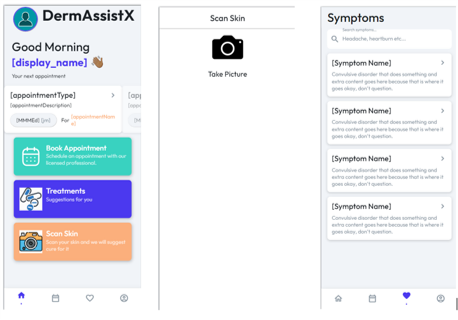 DermAssistX
Good Morning
[display_name] 👋🏾
Your next appointment
[appointmentType]
[app
[appointmentDescription]
[appo
[MMMEd] [jm]
For
[appointmentNam
e]
Book Appointment
Schedule an appointment with our
licensed professional.
Treatments
Suggestions for you
Scan Skin
Scan your skin and we will suggest
care for it
Scan Skin
Take Picture
Symptoms
Search symptoms...
Headache, heartburn etc...
[Symptom Name]
Convulsive disorder that does something and
extra content goes here because that is where it
goes okay, don't question.
[Symptom Name]
Convulsive disorder that does something and
extra content goes here because that is where it
goes okay, don't question.
[Symptom Name]
Convulsive disorder that does something and
extra content goes here because that is where it
goes okay, don't question.
[Symptom Name]
Convulsive disorder that does something and
extra content goes here because that is where it
goes okay, don't question.